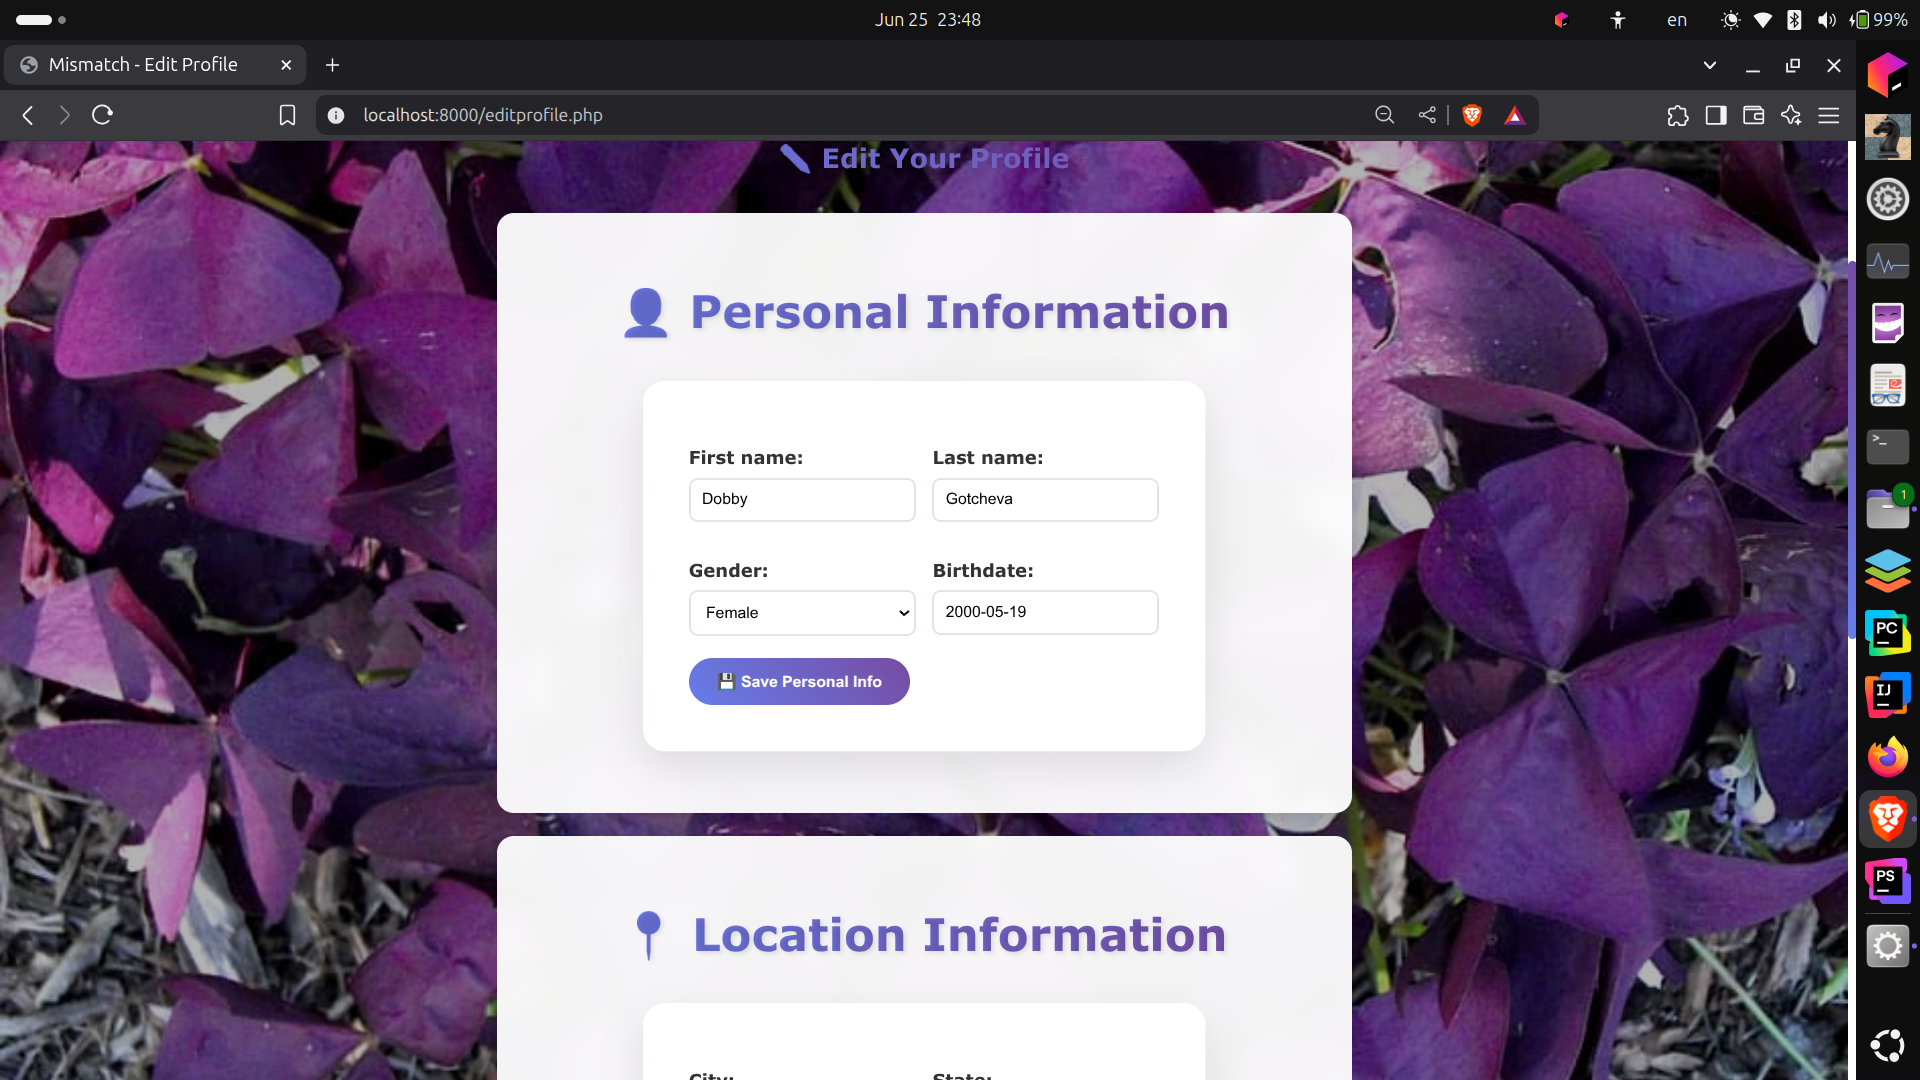 Jun 25 23:48
en
99%
Mismatch - Edit Profile
localhost:8000/editprofile.php
Edit Your Profile
Personal Information
First name:
Last name:
Dobby
Gotcheva
Gender:
Birthdate:
Female
2000-05-19
Save Personal Info
Location Information
City:
State:
1
>_
PC
IJ
PS